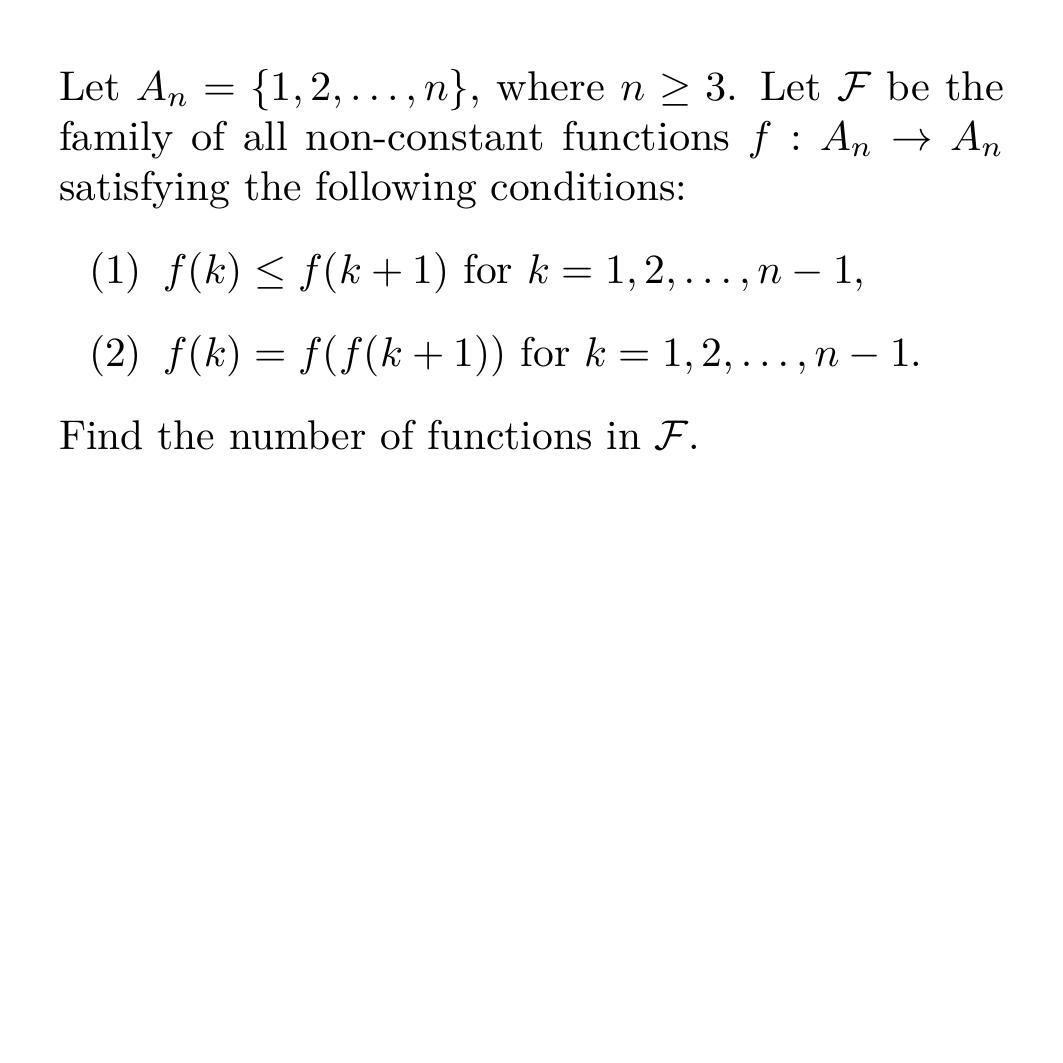 Let $A_n = \{1, 2, \ldots, n\}$, where $n \geq 3$. Let $\mathcal{F}$ be the
family of all non-constant functions $f : A_n \to A_n$
satisfying the following conditions:
(1) $f(k) \leq f(k+1)$ for $k = 1, 2, \ldots, n-1$,
(2) $f(k) = f(f(k+1))$ for $k = 1, 2, \ldots, n-1$.
Find the number of functions in $\mathcal{F}$.